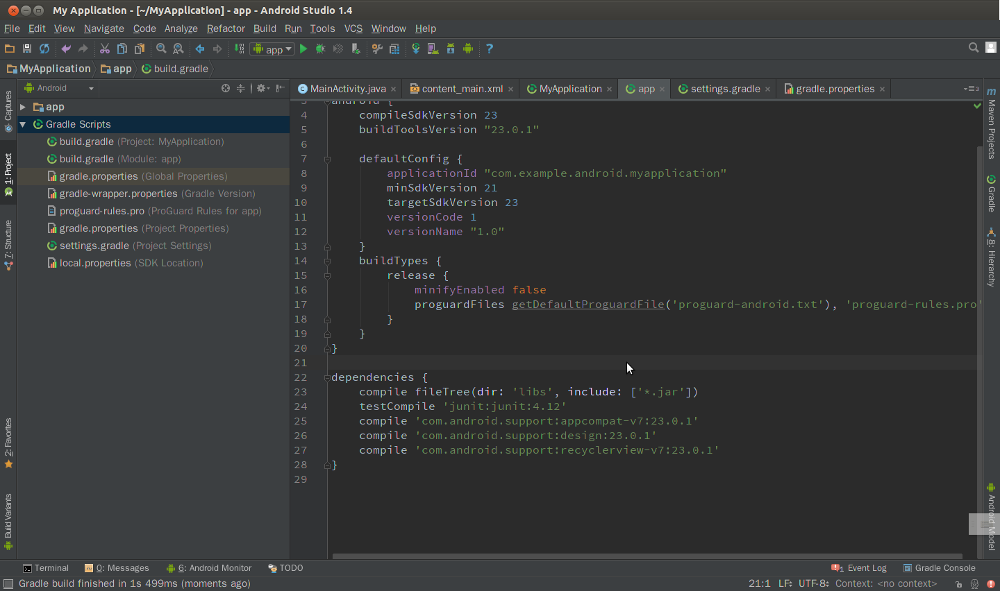 My Application - [~/MyApplication] - app - Android Studio 1.4
File Edit View Navigate Code Analyze Refactor Build Run Tools VCS Window Help
app
MyApplication app build.gradle
Android
MainActivity.java content_main.xml MyApplication app settings.gradle gradle.properties
3
Captures
1: Project
7: Structure
2: Favorites
Build Variants
app
Gradle Scripts
build.gradle (Project: MyApplication)
build.gradle (Module: app)
gradle.properties (Global Properties)
gradle-wrapper.properties (Gradle Version)
proguard-rules.pro (ProGuard Rules for app)
gradle.properties (Project Properties)
settings.gradle (Project Settings)
local.properties (SDK Location)
3 android {
4 compileSdkVersion 23
5 buildToolsVersion "23.0.1"
6
7 defaultConfig {
8 applicationId "com.example.android.myapplication"
9 minSdkVersion 21
10 targetSdkVersion 23
11 versionCode 1
12 versionName "1.0"
13 }
14 buildTypes {
15 release {
16 minifyEnabled false
17 proguardFiles getDefaultProguardFile('proguard-android.txt'), 'proguard-rules.pro'
18 }
19 }
20 }
21
22 dependencies {
23 compile fileTree(dir: 'libs', include: ['*.jar'])
24 testCompile 'junit:junit:4.12'
25 compile 'com.android.support:appcompat-v7:23.0.1'
26 compile 'com.android.support:design:23.0.1'
27 compile 'com.android.support:recyclerview-v7:23.0.1'
28 }
29
m Maven Projects
Gradle
8: Hierarchy
Android Model
Terminal 0: Messages 6: Android Monitor TODO 1 Event Log Gradle Console
Gradle build finished in 1s 499ms (moments ago) 21:1 LF UTF-8 Context: <no context>